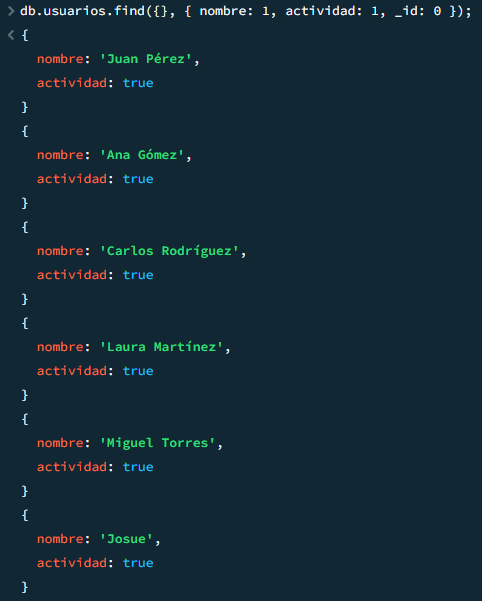 > db.usuarios.find({}, { nombre: 1, actividad: 1, _id: 0 });
< {
nombre: 'Juan Pérez',
actividad: true
}
{
nombre: 'Ana Gómez',
actividad: true
}
{
nombre: 'Carlos Rodríguez',
actividad: true
}
{
nombre: 'Laura Martínez',
actividad: true
}
{
nombre: 'Miguel Torres',
actividad: true
}
{
nombre: 'Josue',
actividad: true
}